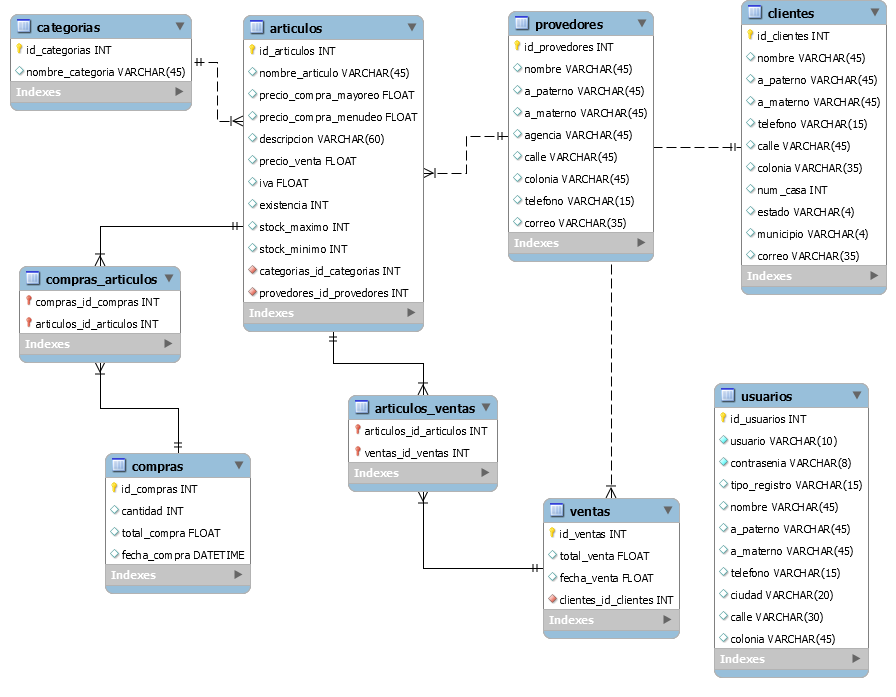 categorias
id_categorias INT
nombre_categoria VARCHAR(45)
Indexes
articulos
id_articulos INT
nombre_articulo VARCHAR(45)
precio_compra_mayoreo FLOAT
precio_compra_menudeo FLOAT
descripcion VARCHAR(60)
precio_venta FLOAT
iva FLOAT
existencia INT
stock_maximo INT
stock_minimo INT
categorias_id_categorias INT
provedores_id_provedores INT
Indexes
provedores
id_provedores INT
nombre VARCHAR(45)
a_paterno VARCHAR(45)
a_materno VARCHAR(45)
agencia VARCHAR(45)
calle VARCHAR(45)
colonia VARCHAR(45)
telefono VARCHAR(15)
correo VARCHAR(35)
Indexes
clientes
id_clientes INT
nombre VARCHAR(45)
a_paterno VARCHAR(45)
a_materno VARCHAR(45)
telefono VARCHAR(15)
calle VARCHAR(45)
colonia VARCHAR(35)
num_casa INT
estado VARCHAR(4)
municipio VARCHAR(4)
correo VARCHAR(35)
Indexes
compras_articulos
compras_id_compras INT
articulos_id_articulos INT
Indexes
compras
id_compras INT
cantidad INT
total_compra FLOAT
fecha_compra DATETIME
Indexes
articulos_ventas
articulos_id_articulos INT
ventas_id_ventas INT
Indexes
ventas
id_ventas INT
total_venta FLOAT
fecha_venta FLOAT
clientes_id_clientes INT
Indexes
usuarios
id_usuarios INT
usuario VARCHAR(10)
contrasenia VARCHAR(8)
tipo_registro VARCHAR(15)
nombre VARCHAR(45)
a_paterno VARCHAR(45)
a_materno VARCHAR(45)
telefono VARCHAR(15)
ciudad VARCHAR(20)
calle VARCHAR(30)
colonia VARCHAR(45)
Indexes